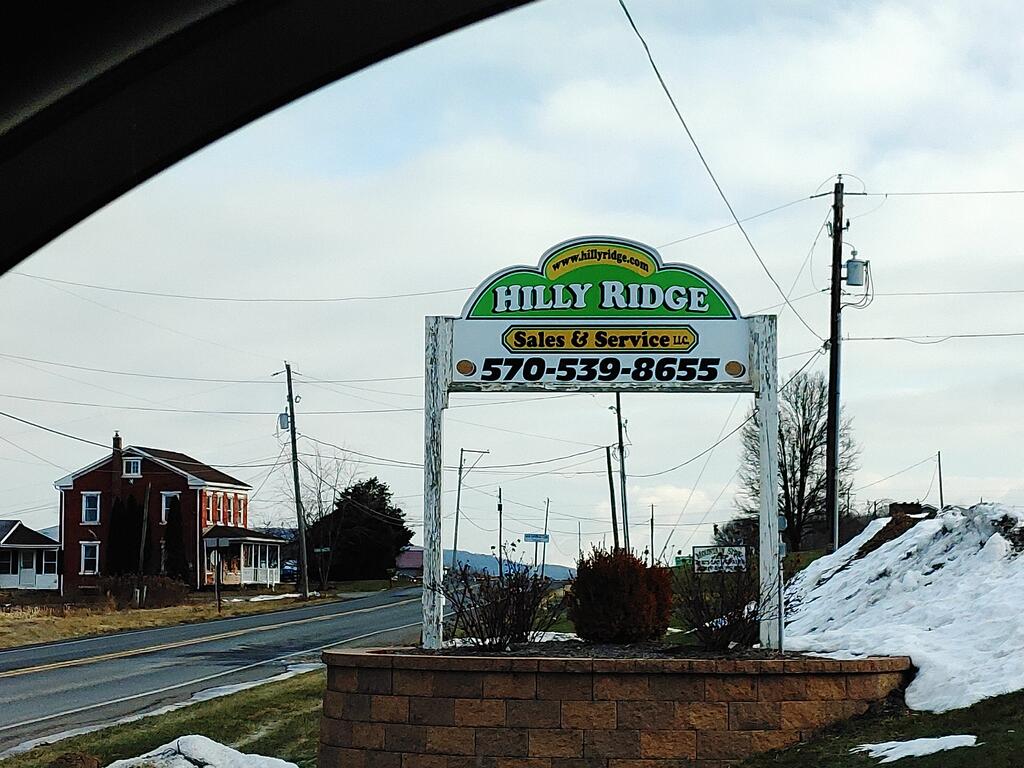 www.hillyridge.com
HILLY RIDGE
Sales & Service LLC.
570-539-8655